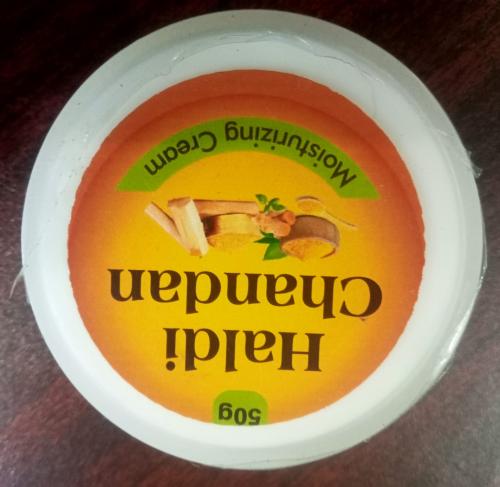 50g
Haldi
Chandan
Moisturizing Cream